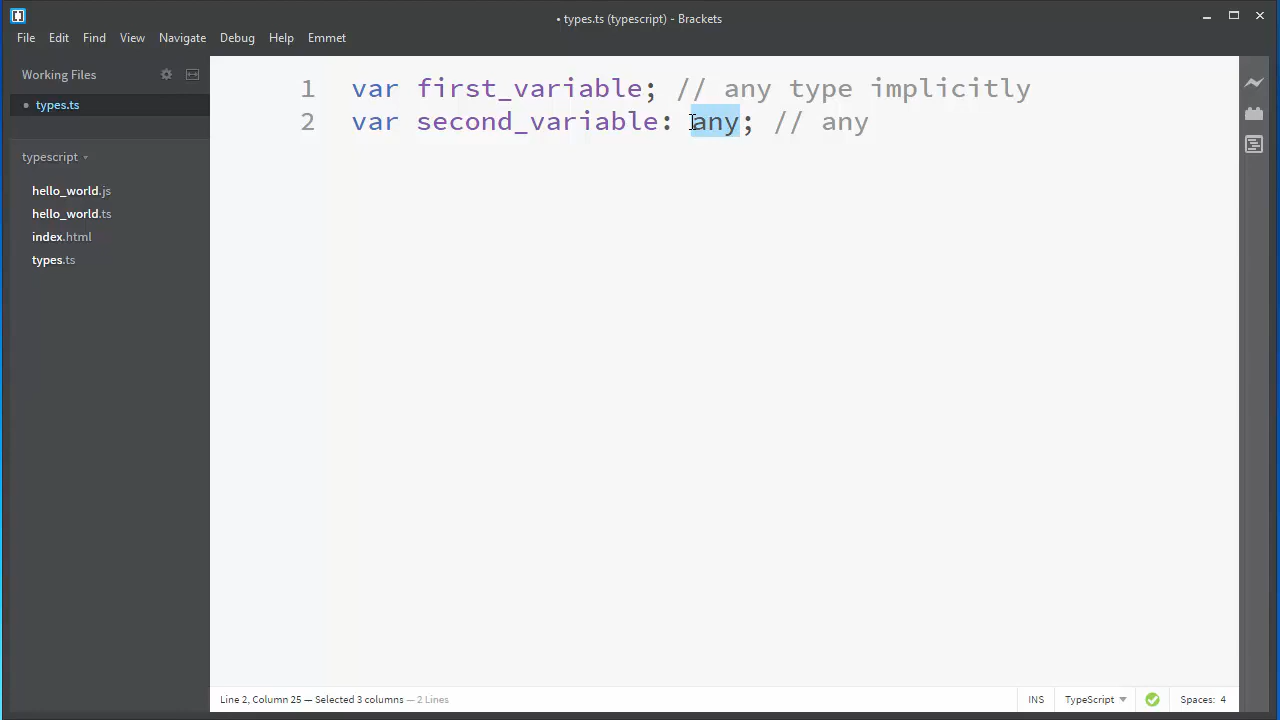 • types.ts (typescript) - Brackets
File Edit Find View Navigate Debug Help Emmet
Working Files
• types.ts
typescript
hello_world.js
hello_world.ts
index.html
types.ts
1 var first_variable; // any type implicitly
2 var second_variable: any; // any
Line 2, Column 25 — Selected 3 columns — 2 Lines
INS TypeScript Spaces: 4